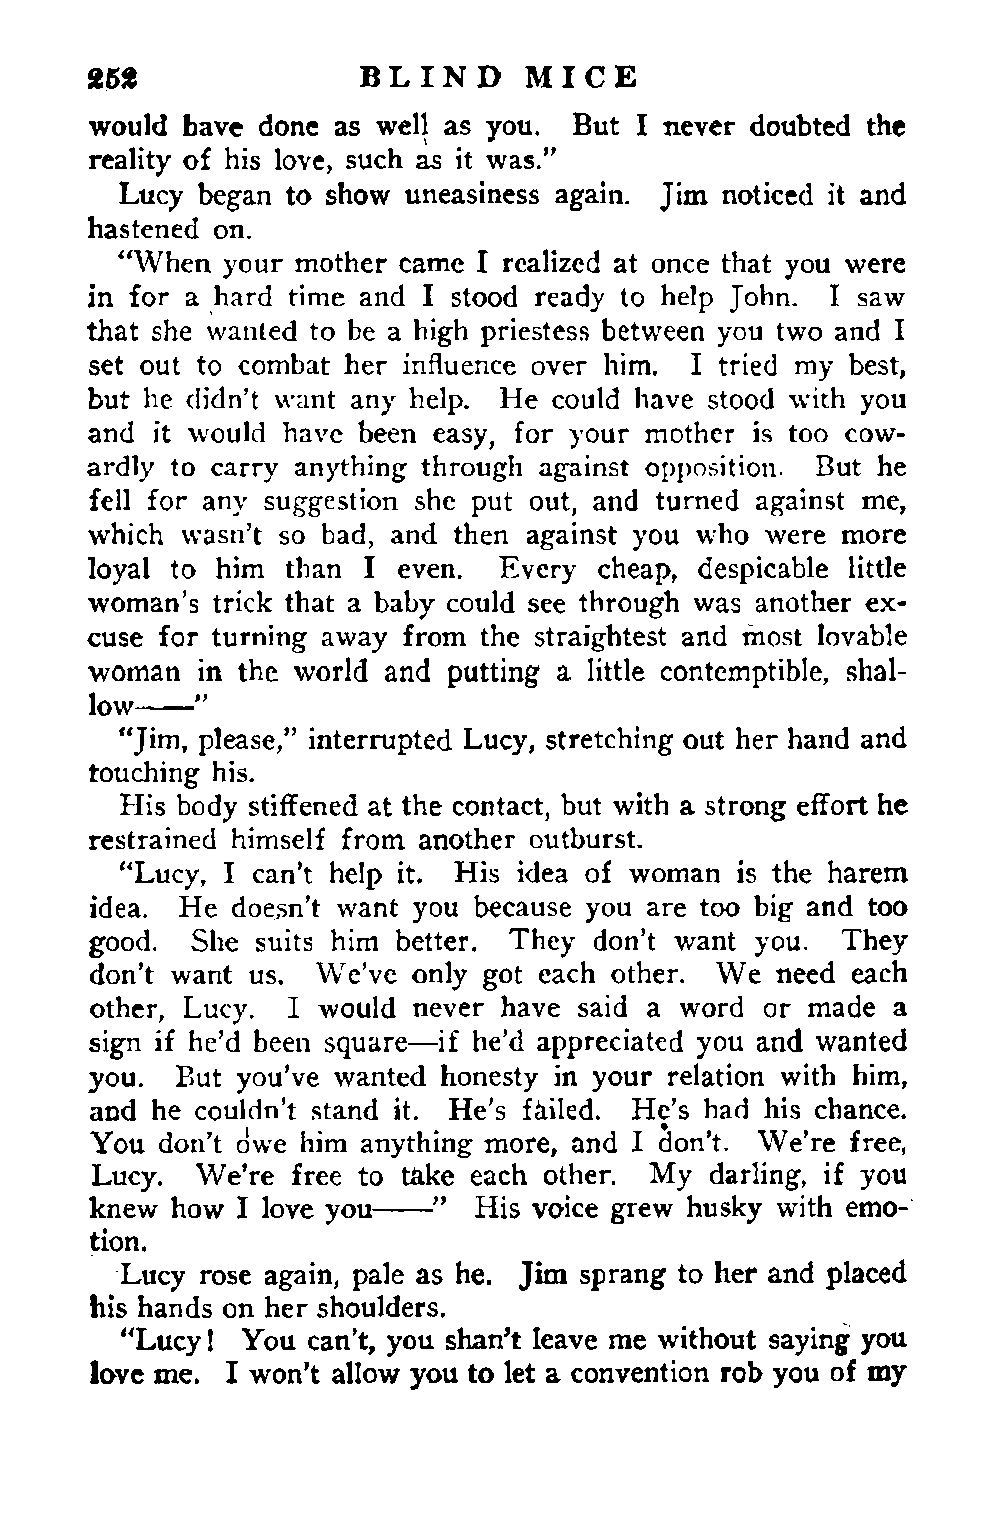 252 BLIND MICE
would have done as well as you. But I never doubted the
reality of his love, such as it was."
Lucy began to show uneasiness again. Jim noticed it and
hastened on.
"When your mother came I realized at once that you were
in for a hard time and I stood ready to help John. I saw
that she wanted to be a high priestess between you two and I
set out to combat her influence over him. I tried my best,
but he didn't want any help. He could have stood with you
and it would have been easy, for your mother is too cow-
ardly to carry anything through against opposition. But he
fell for any suggestion she put out, and turned against me,
which wasn't so bad, and then against you who were more
loyal to him than I even. Every cheap, despicable little
woman's trick that a baby could see through was another ex-
cuse for turning away from the straightest and most lovable
woman in the world and putting a little contemptible, shal-
low——"
"Jim, please," interrupted Lucy, stretching out her hand and
touching his.
His body stiffened at the contact, but with a strong effort he
restrained himself from another outburst.
"Lucy, I can't help it. His idea of woman is the harem
idea. He doesn't want you because you are too big and too
good. She suits him better. They don't want you. They
don't want us. We've only got each other. We need each
other, Lucy. I would never have said a word or made a
sign if he'd been square—if he'd appreciated you and wanted
you. But you've wanted honesty in your relation with him,
and he couldn't stand it. He's failed. He's had his chance.
You don't owe him anything more, and I don't. We're free,
Lucy. We're free to take each other. My darling, if you
knew how I love you——" His voice grew husky with emo-
tion.
Lucy rose again, pale as he. Jim sprang to her and placed
his hands on her shoulders.
"Lucy! You can't, you shan't leave me without saying you
love me. I won't allow you to let a convention rob you of my